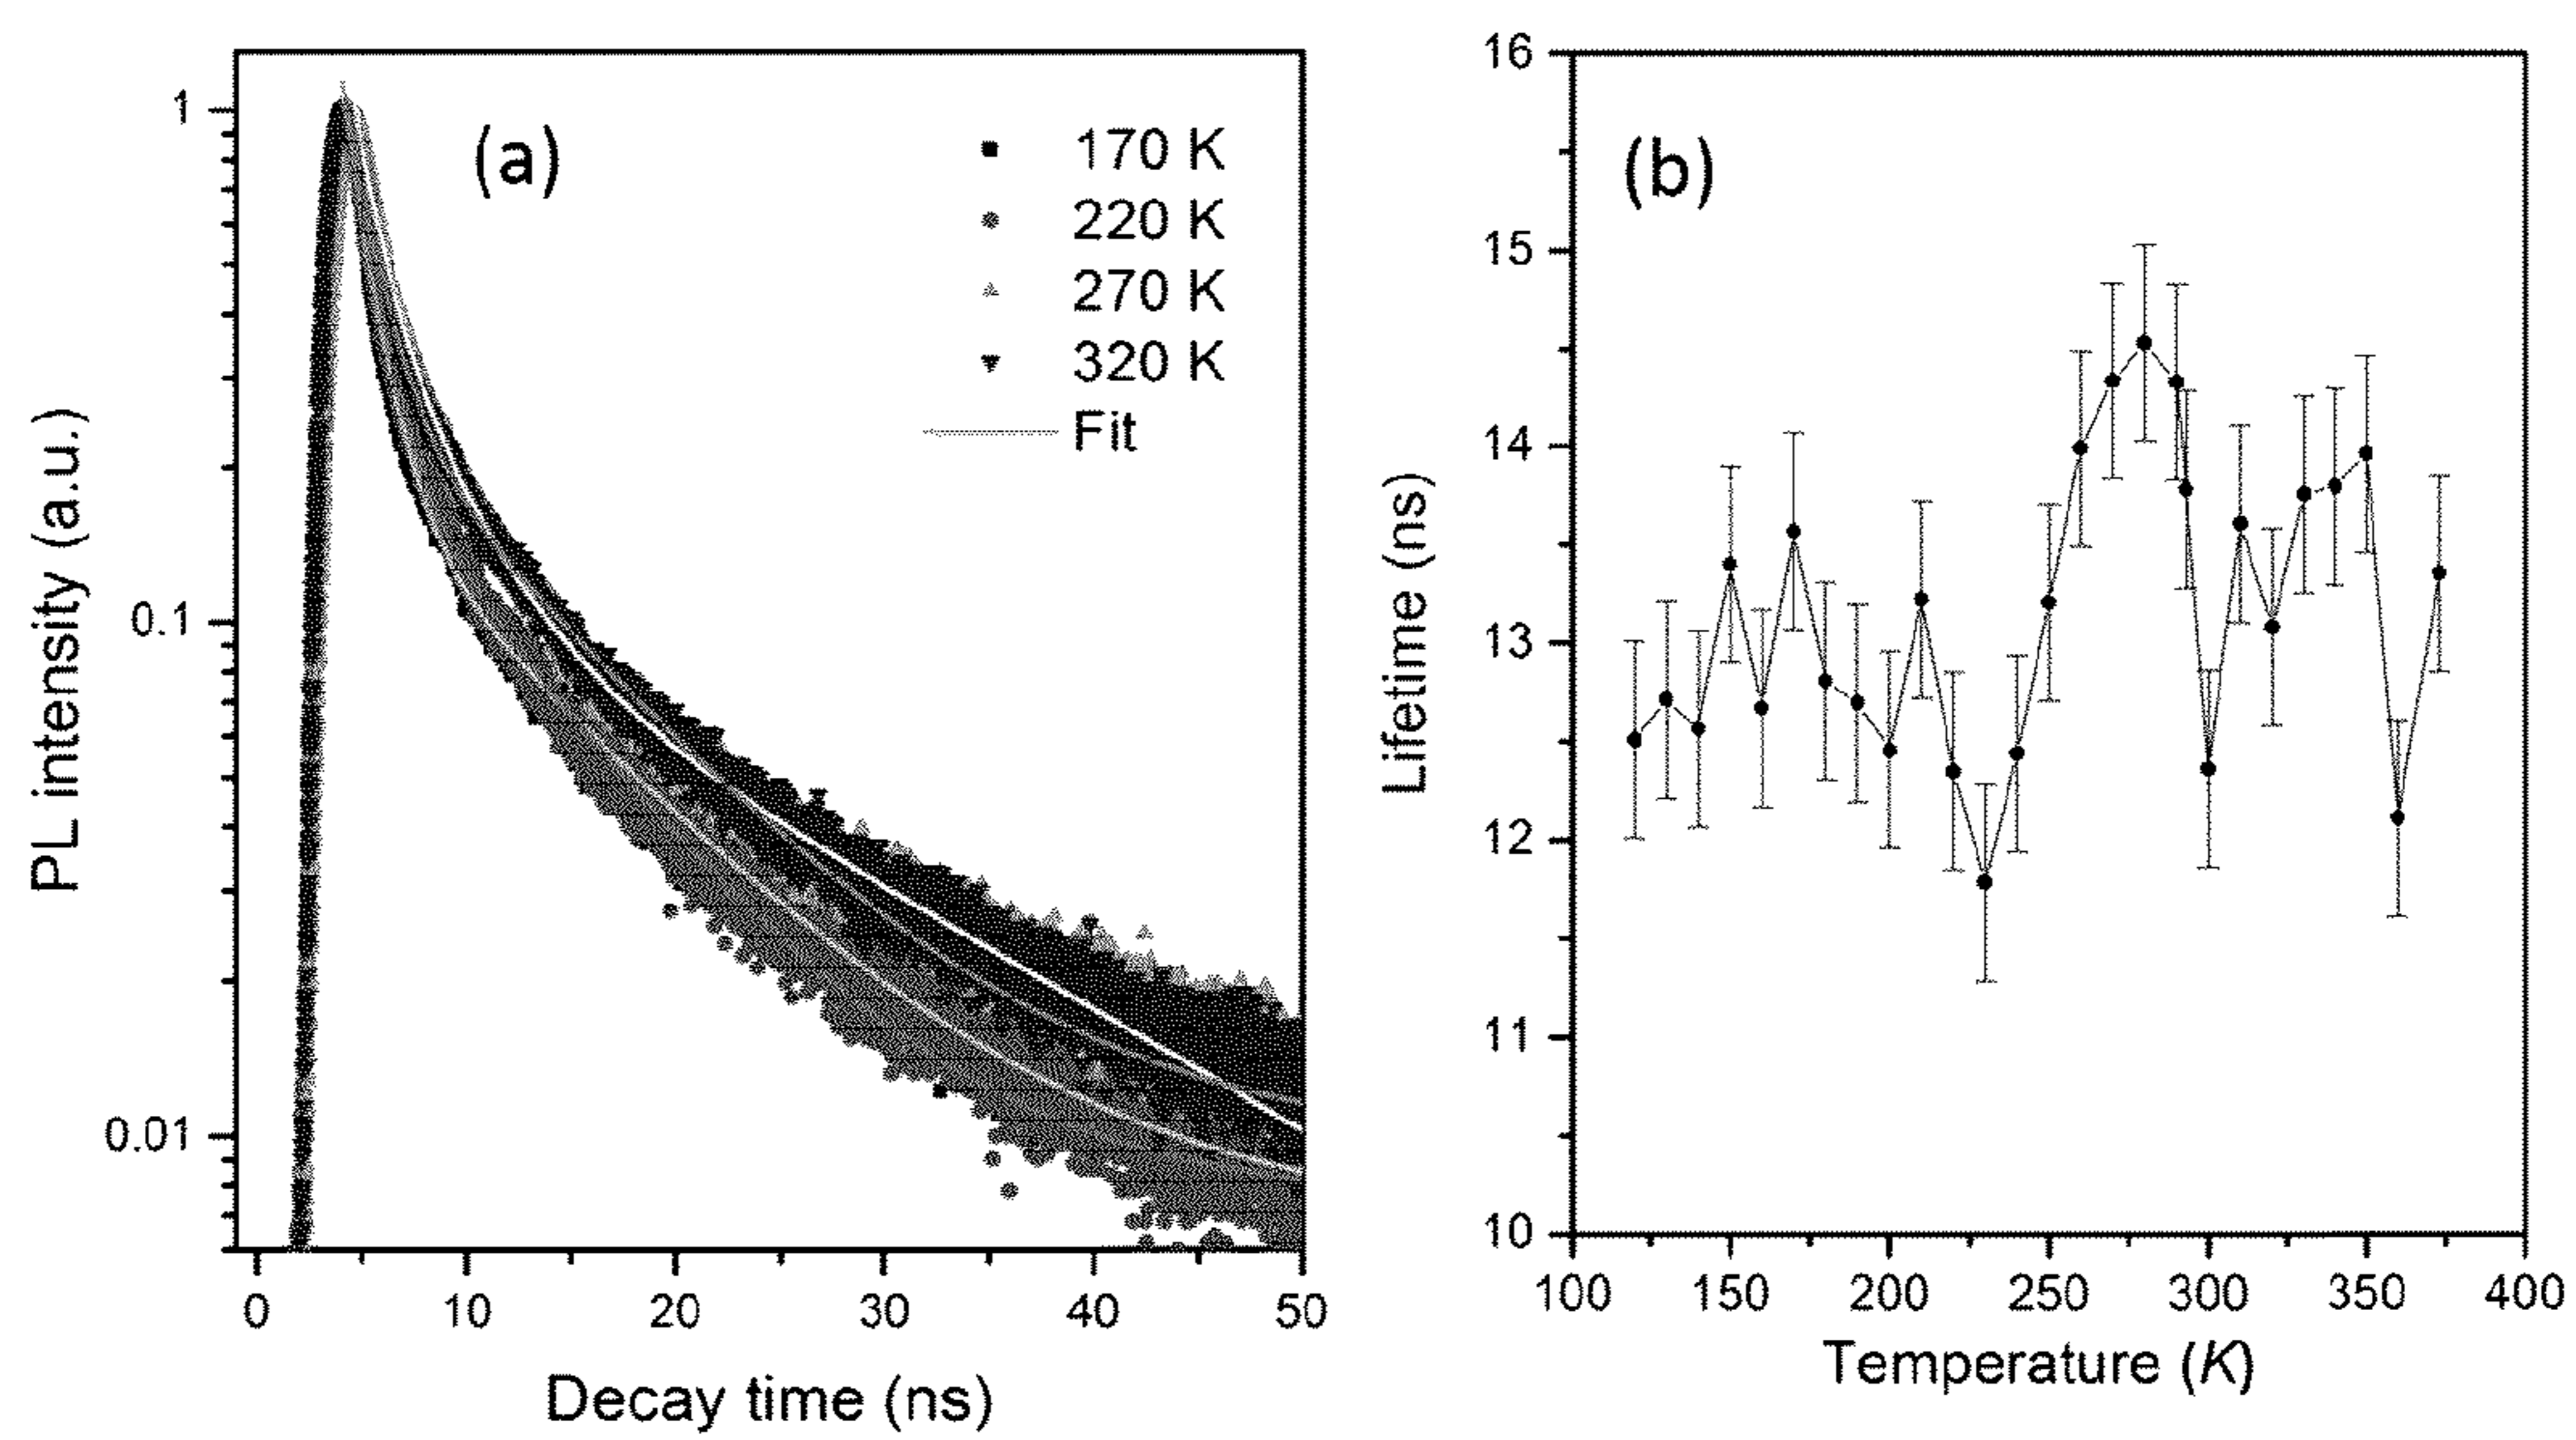 (a)
170 K
220 K
270 K
320 K
Fit
1
0.1
0.01
PL intensity (a.u.)
0 10 20 30 40 50
Decay time (ns)
(b)
16
15
14
13
12
11
10
Lifetime (ns)
100 150 200 250 300 350 400
Temperature (K)